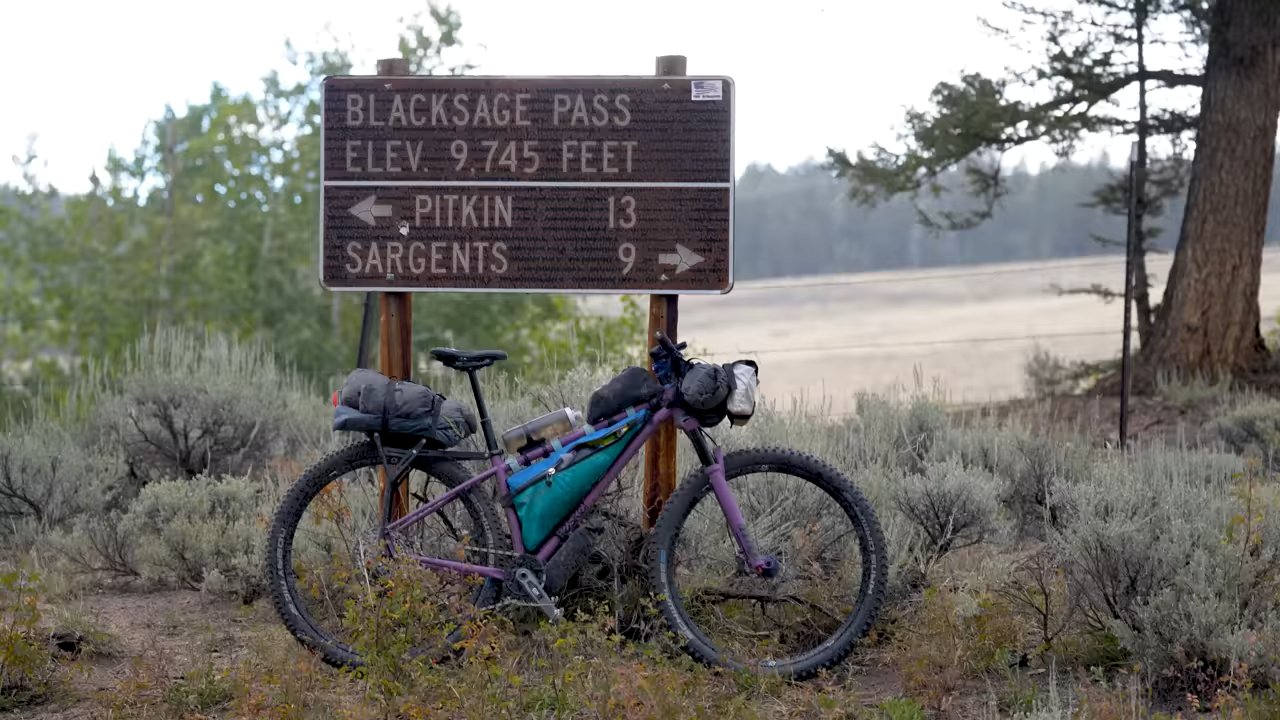 BLACKSAGE PASS
ELEV. 9,745 FEET
PITKIN 13
SARGENTS 9